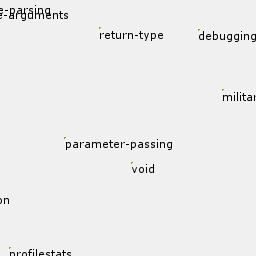 e-parsing
e-arguments
return-type
debugging
militar
parameter-passing
void
on
profilestats